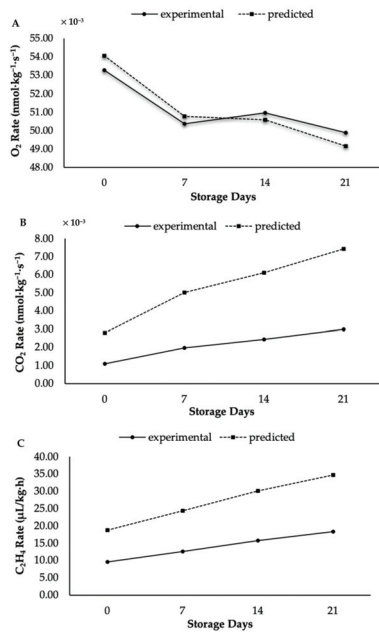 A
× 10⁻³
experimental predicted
O₂ Rate (nmol·kg⁻¹·s⁻¹)
55.00
54.00
53.00
52.00
51.00
50.00
49.00
48.00
0 7 14 21
Storage Days
B
× 10⁻³
experimental predicted
CO₂ Rate (nmol·kg⁻¹·s⁻¹)
8.00
7.00
6.00
5.00
4.00
3.00
2.00
1.00
0.00
0 7 14 21
Storage Days
C
experimental predicted
C₂H₄ Rate (μL/kg·h)
40.00
35.00
30.00
25.00
20.00
15.00
10.00
5.00
0.00
0 7 14 21
Storage Days